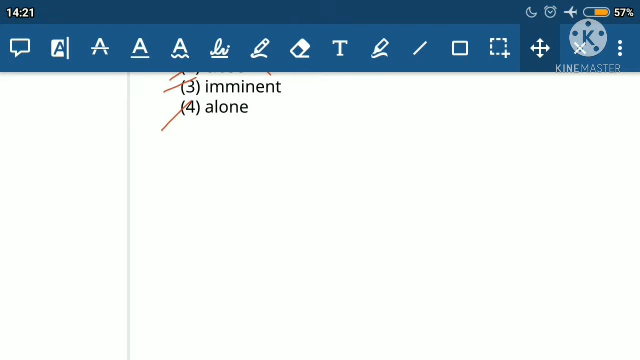 14:21 57%
A A A A T
K
KINEMASTER
(3) imminent
(4) alone